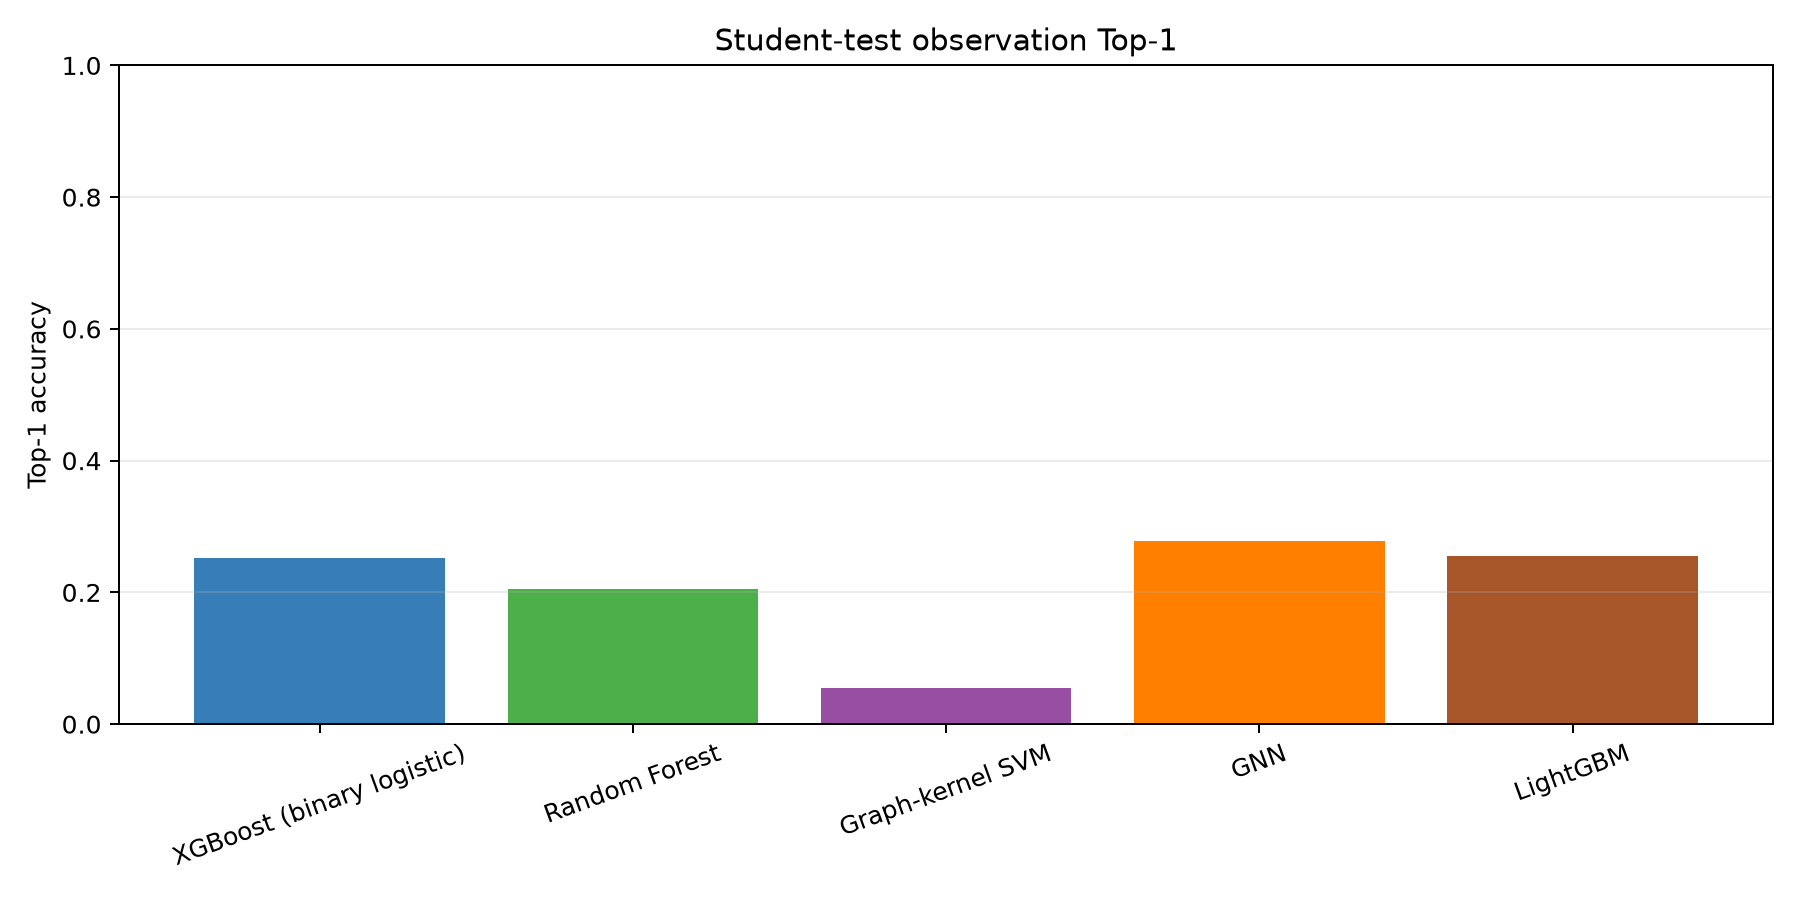 Student-test observation Top-1
Top-1 accuracy
1.0
0.8
0.6
0.4
0.2
0.0
XGBoost (binary logistic)
Random Forest
Graph-kernel SVM
GNN
LightGBM